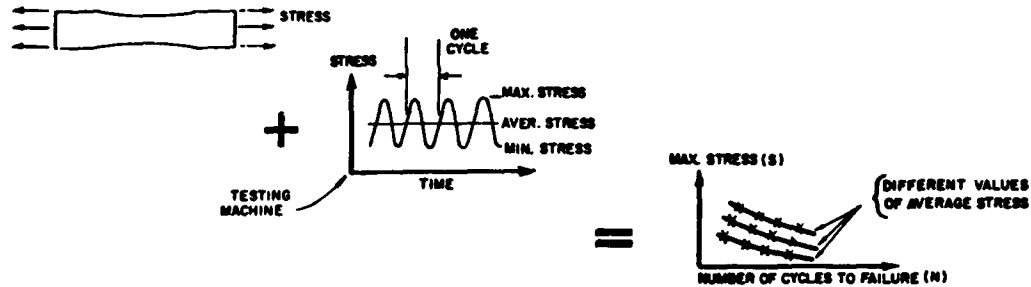 STRESS
ONE
CYCLE
STRESS
MAX. STRESS
AVER. STRESS
MIN. STRESS
TIME
TESTING
MACHINE
MAX. STRESS (S)
DIFFERENT VALUES
OF AVERAGE STRESS
NUMBER OF CYCLES TO FAILURE (N)